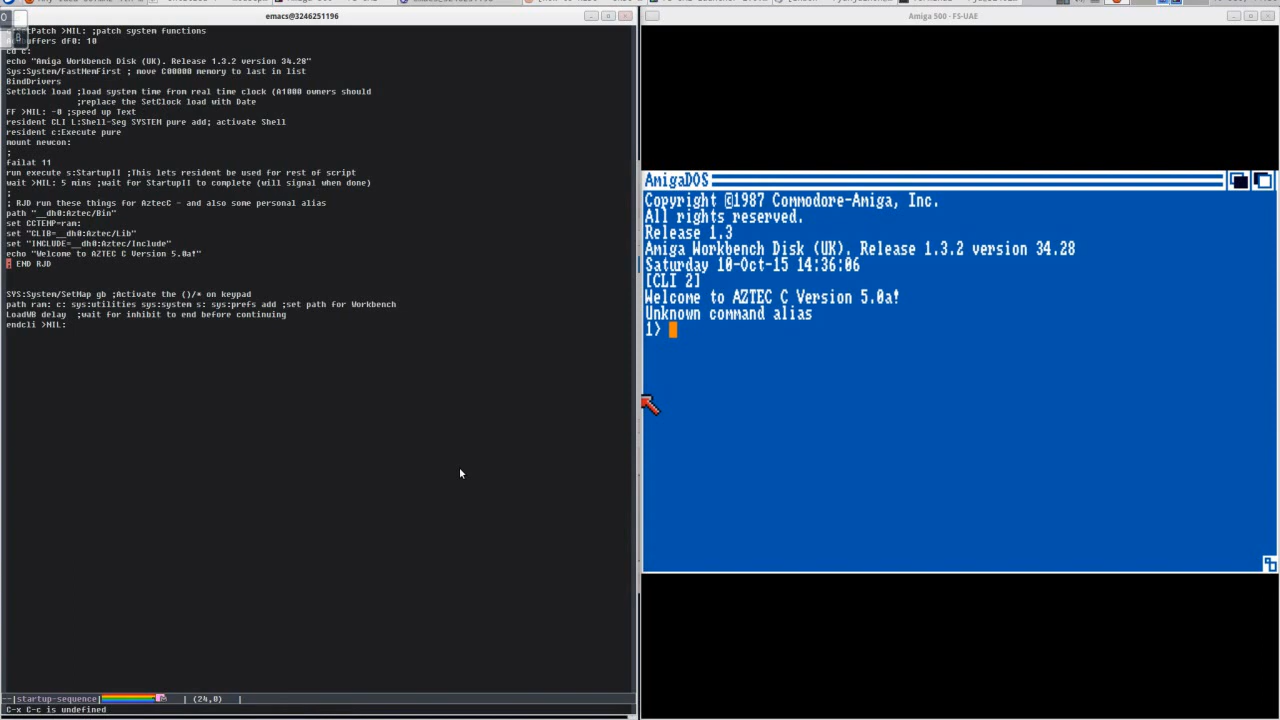 emacs@3246251196
Amiga 500 - FS-UAE
Patch >NIL: ;patch system functions
buffers df0: 10
cd c:
echo "Amiga Workbench Disk (UK). Release 1.3.2 version 34.28"
Sys:System/FastMemFirst ; move C00000 memory to last in list
BindDrivers
SetClock load ;load system time from real time clock (A1000 owners should
;replace the SetClock load with Date
FF >NIL: -0 ;speed up Text
resident CLI L:Shell-Seg SYSTEM pure add; activate Shell
resident c:Execute pure
mount newcon:
;
failat 11
run execute s:StartupII ;This lets resident be used for rest of script
wait >NIL: 5 mins ;wait for StartupII to complete (will signal when done)
;
; RJD run these things for AztecC - and also some personal alias
path "__dh0:Aztec/Bin"
set CCTEMP=ram:
set "CLIB=__dh0:Aztec/Lib"
set "INCLUDE=__dh0:Aztec/Include"
echo "Welcome to AZTEC C Version 5.0a!"
; END RJD
SYS:System/SetMap gb ;Activate the ()/* on keypad
path ram: c: sys:utilities sys:system s: sys:prefs add ;set path for Workbench
LoadWB delay ;wait for inhibit to end before continuing
endcli >NIL:
--|startup-sequence| | (24,0) |
C-x C-c is undefined
AmigaDOS
Copyright ©1987 Commodore-Amiga, Inc.
All rights reserved.
Release 1.3
Amiga Workbench Disk (UK). Release 1.3.2 version 34.28
Saturday 10-Oct-15 14:36:06
[CLI 2]
Welcome to AZTEC C Version 5.0a!
Unknown command alias
1>